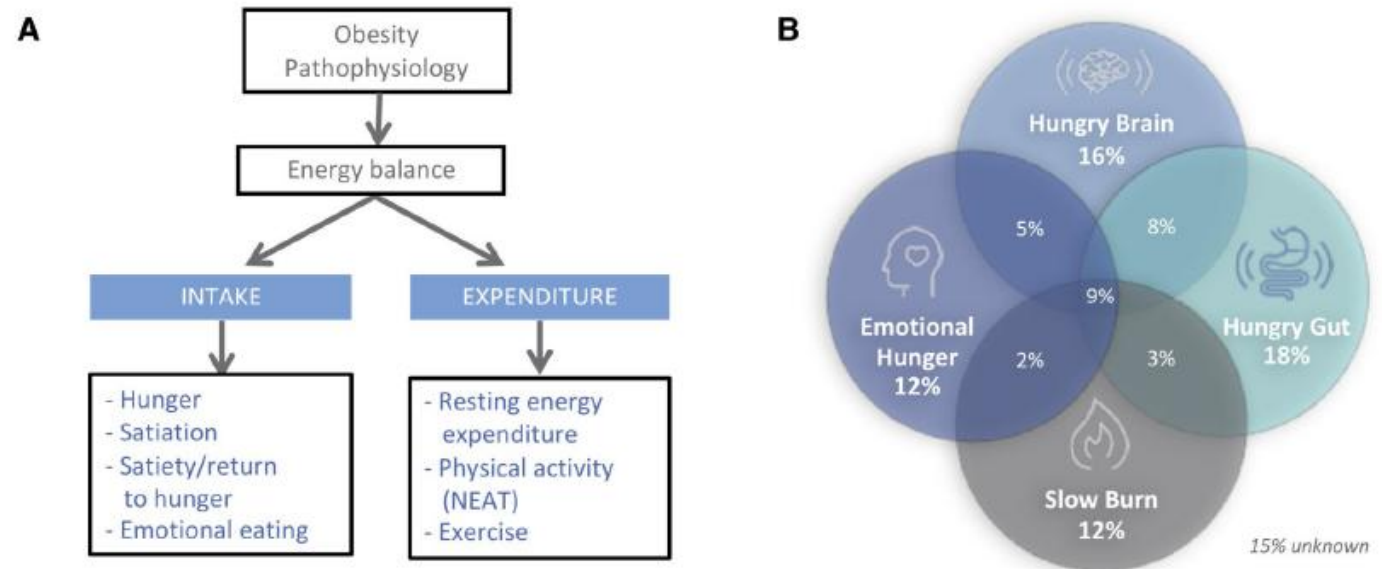 A
Obesity
Pathophysiology
Energy balance
INTAKE
EXPENDITURE
- Hunger
- Satiation
- Satiety/return
to hunger
- Emotional eating
- Resting energy
expenditure
- Physical activity
(NEAT)
- Exercise
B
Hungry Brain
16%
5%
8%
9%
Emotional
Hunger
12%
Hungry Gut
18%
2%
3%
Slow Burn
12%
15% unknown